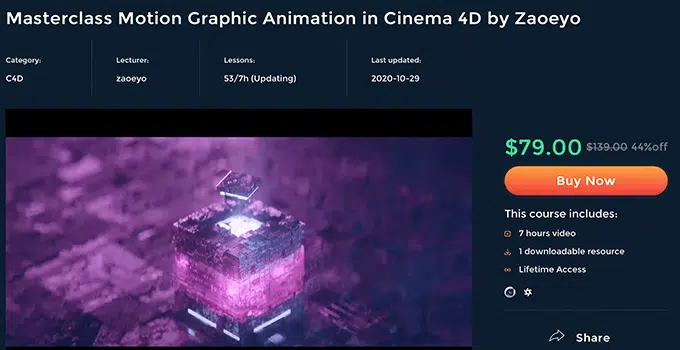 Masterclass Motion Graphic Animation in Cinema 4D by Zaoeyo
Category:
C4D
Lecturer:
zaoeyo
Lessons:
53/7h (Updating)
Last updated:
2020-10-29
$79.00 $139.00 44%off
Buy Now
This course includes:
7 hours video
1 downloadable resource
Lifetime Access
Share